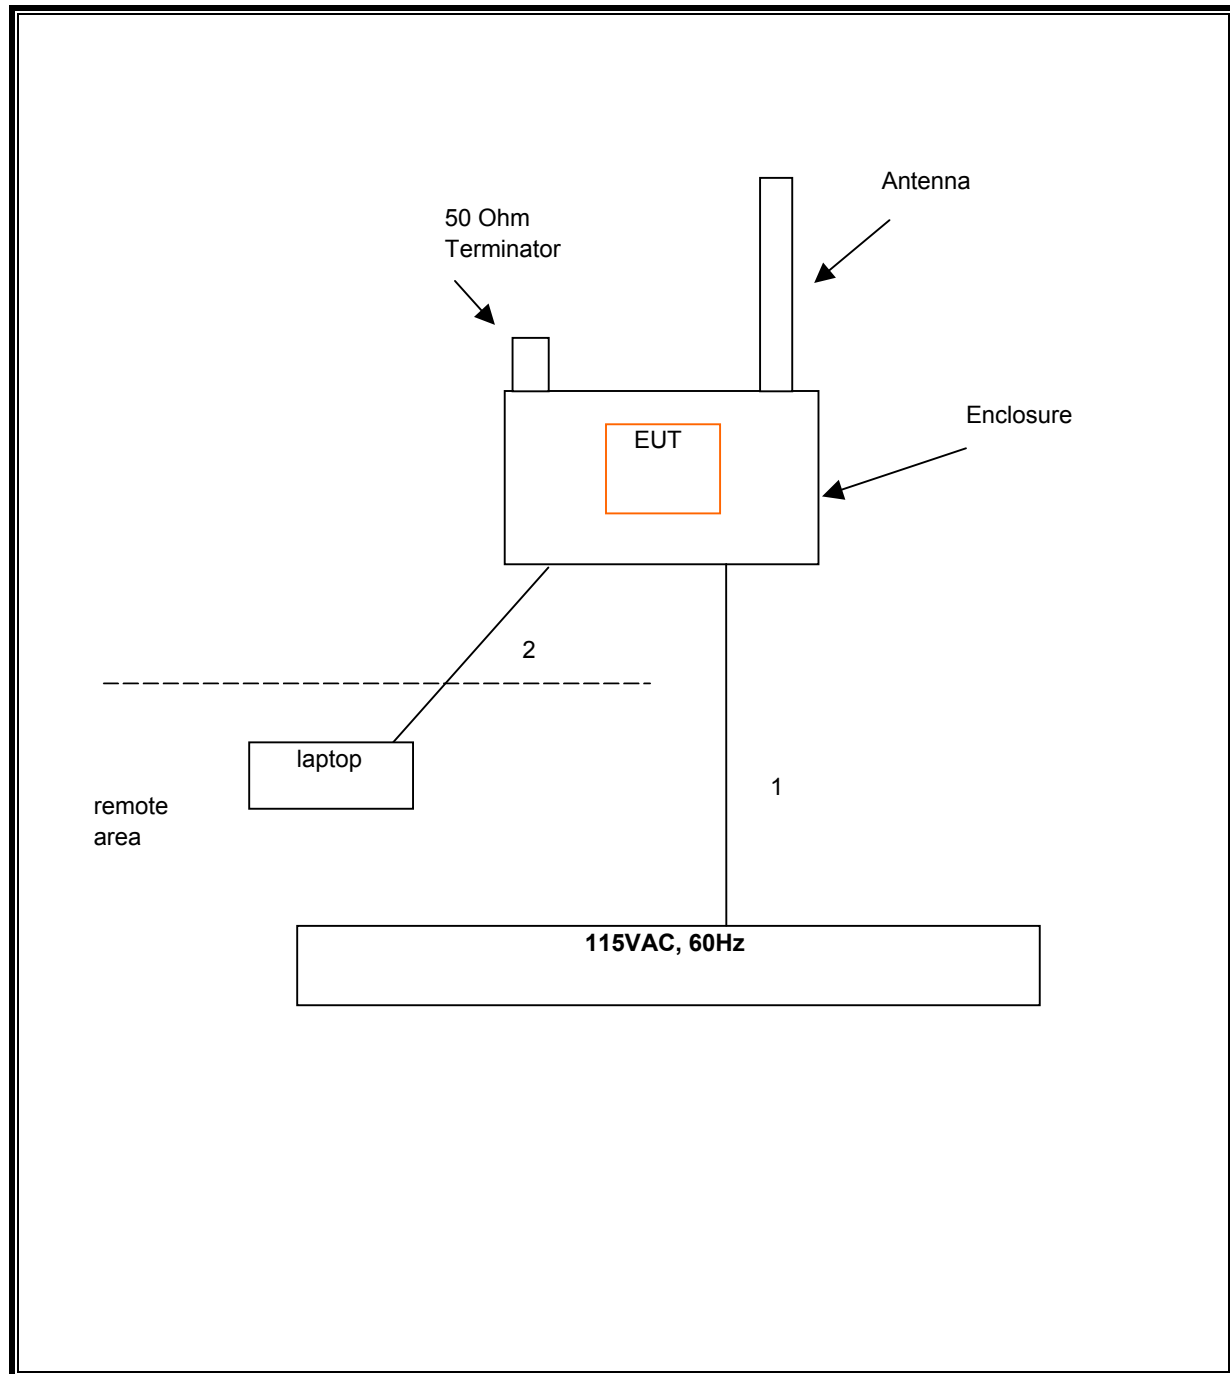 Antenna
50 Ohm
Terminator
Enclosure
EUT
2
laptop
1
remote
area
115VAC, 60Hz